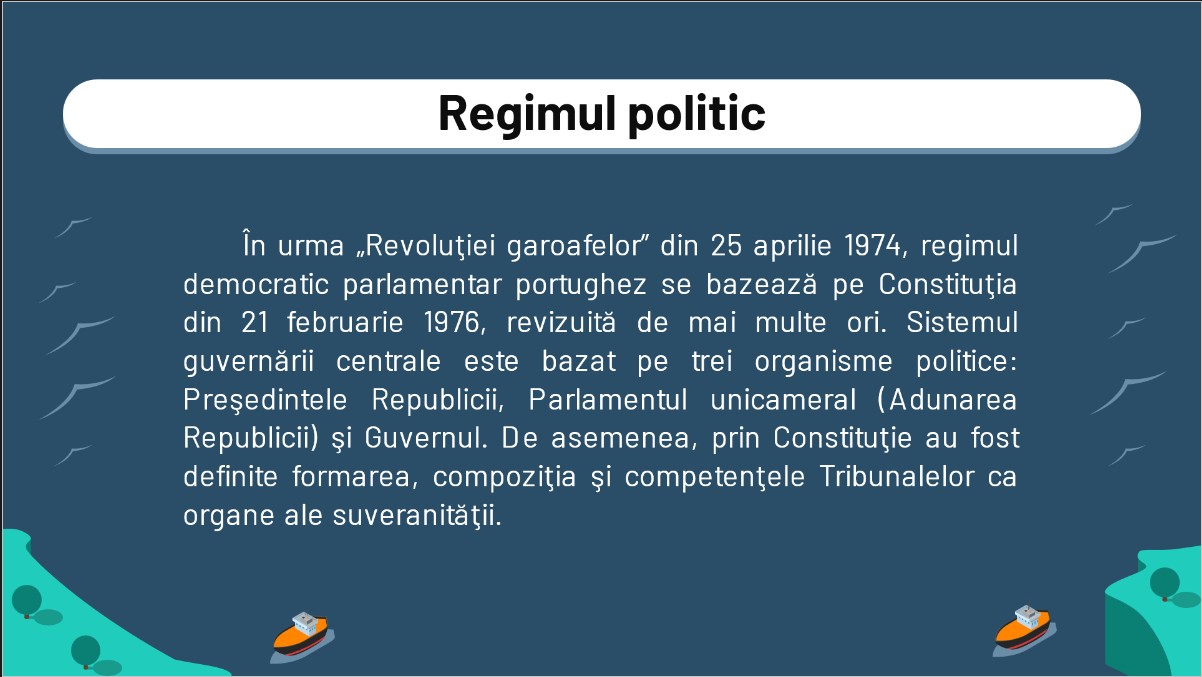 Regimul politic
În urma „Revoluţiei garoafelor” din 25 aprilie 1974, regimul
democratic parlamentar portughez se bazează pe Constituţia
din 21 februarie 1976, revizuită de mai multe ori. Sistemul
guvernării centrale este bazat pe trei organisme politice:
Preşedintele Republicii, Parlamentul unicameral (Adunarea
Republicii) şi Guvernul. De asemenea, prin Constituţie au fost
definite formarea, compoziţia şi competenţele Tribunalelor ca
organe ale suveranităţii.